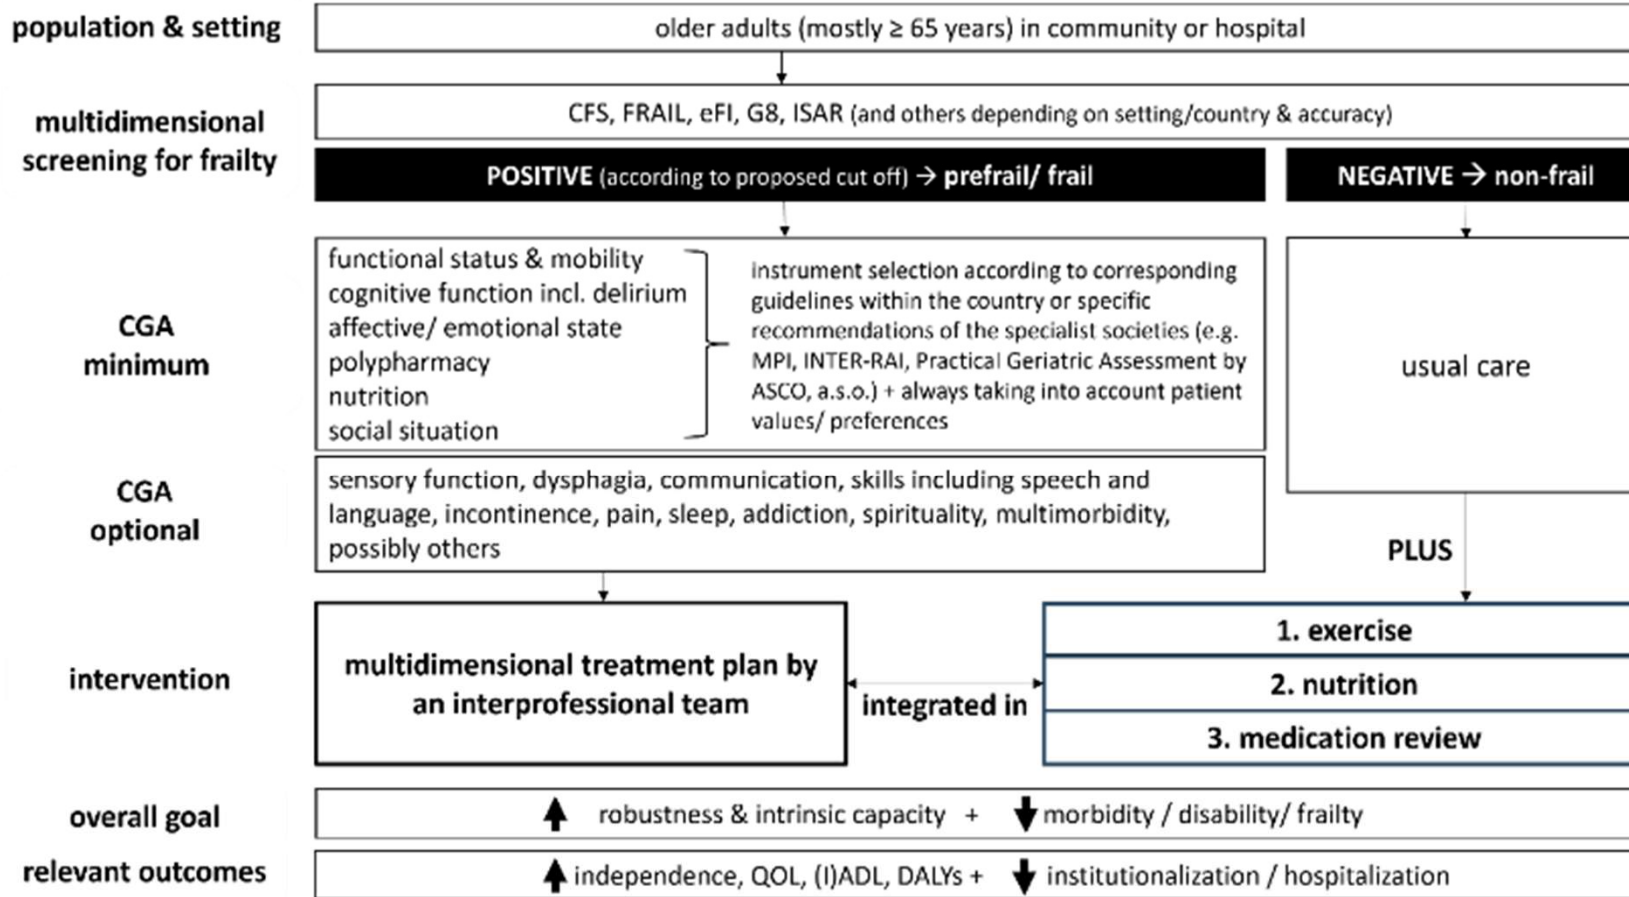 population & setting
older adults (mostly ≥ 65 years) in community or hospital
multidimensional
screening for frailty
CFS, FRAIL, eFI, G8, ISAR (and others depending on setting/country & accuracy)
POSITIVE (according to proposed cut off) → prefrail/ frail
NEGATIVE → non-frail
CGA
minimum
functional status & mobility
cognitive function incl. delirium
affective/ emotional state
polypharmacy
nutrition
social situation
instrument selection according to corresponding
guidelines within the country or specific
recommendations of the specialist societies (e.g.
MPI, INTER-RAI, Practical Geriatric Assessment by
ASCO, a.s.o.) + always taking into account patient
values/ preferences
usual care
CGA
optional
sensory function, dysphagia, communication, skills including speech and
language, incontinence, pain, sleep, addiction, spirituality, multimorbidity,
possibly others
PLUS
intervention
multidimensional treatment plan by
an interprofessional team
integrated in
1. exercise
2. nutrition
3. medication review
overall goal
robustness & intrinsic capacity + morbidity / disability/ frailty
relevant outcomes
independence, QOL, (I)ADL, DALYs + institutionalization / hospitalization